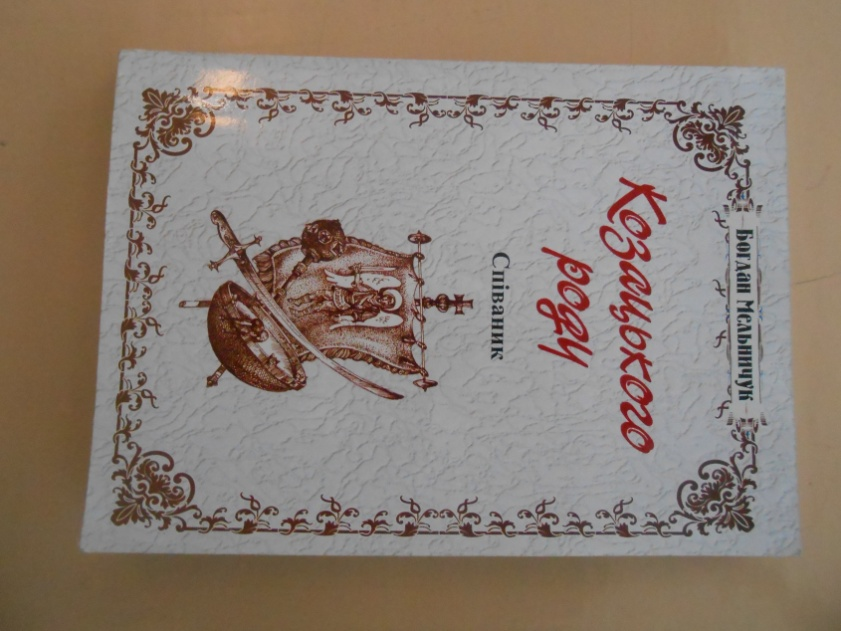 Богдан Мельничук
Козацького
роду
Співаник